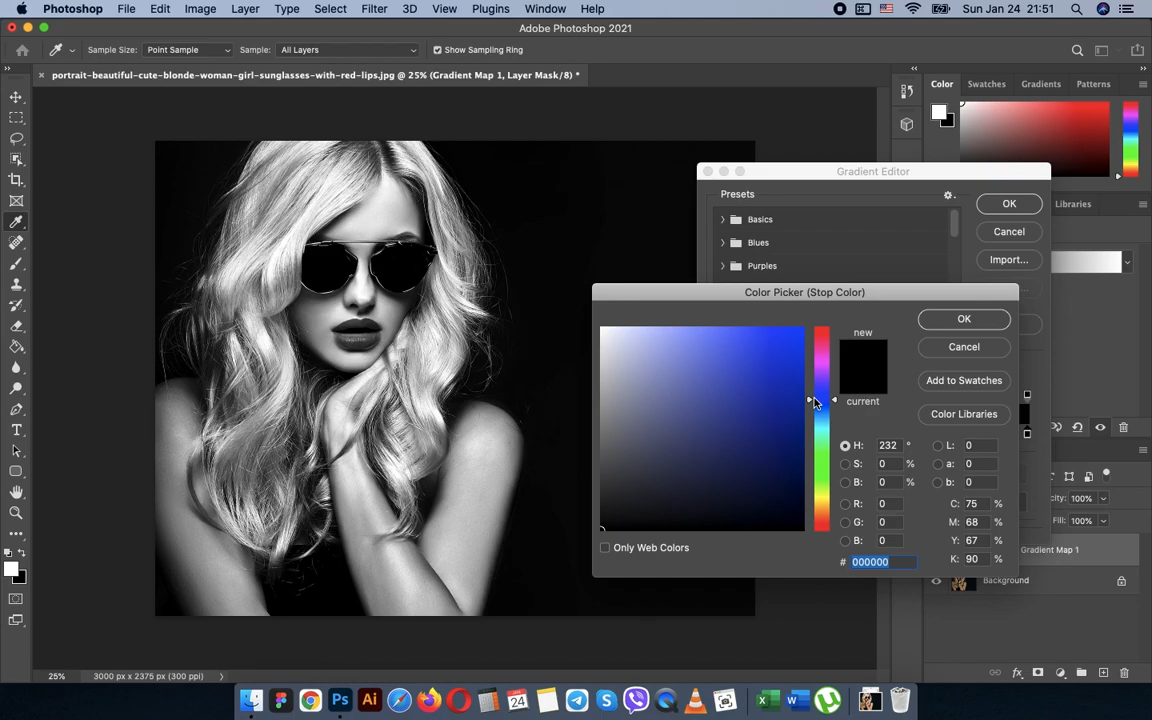 Photoshop File Edit Image Layer Type Select Filter 3D View Plugins Window Help Sun Jan 24 21:51
Adobe Photoshop 2021
Sample Size: Point Sample Sample: All Layers Show Sampling Ring
portrait-beautiful-cute-blonde-woman-girl-sunglasses-with-red-lips.jpg @ 25% (Gradient Map 1, Layer Mask/8) *
Color Swatches Gradients Patterns
Gradient Editor
Presets
OK
Libraries
Basics
Cancel
Blues
Import...
Purples
Color Picker (Stop Color)
new
OK
Cancel
Add to Swatches
current
Color Libraries
H: 232 ° L: 0
S: 0 % a: 0
B: 0 % b: 0
R: 0 C: 75 %
G: 0 M: 68 %
B: 0 Y: 67 %
Only Web Colors
# 000000 K: 90 %
100%
Fill: 100%
Gradient Map 1
Background
25% 3000 px x 2375 px (300 ppi)
JAN
24
Ps Ai